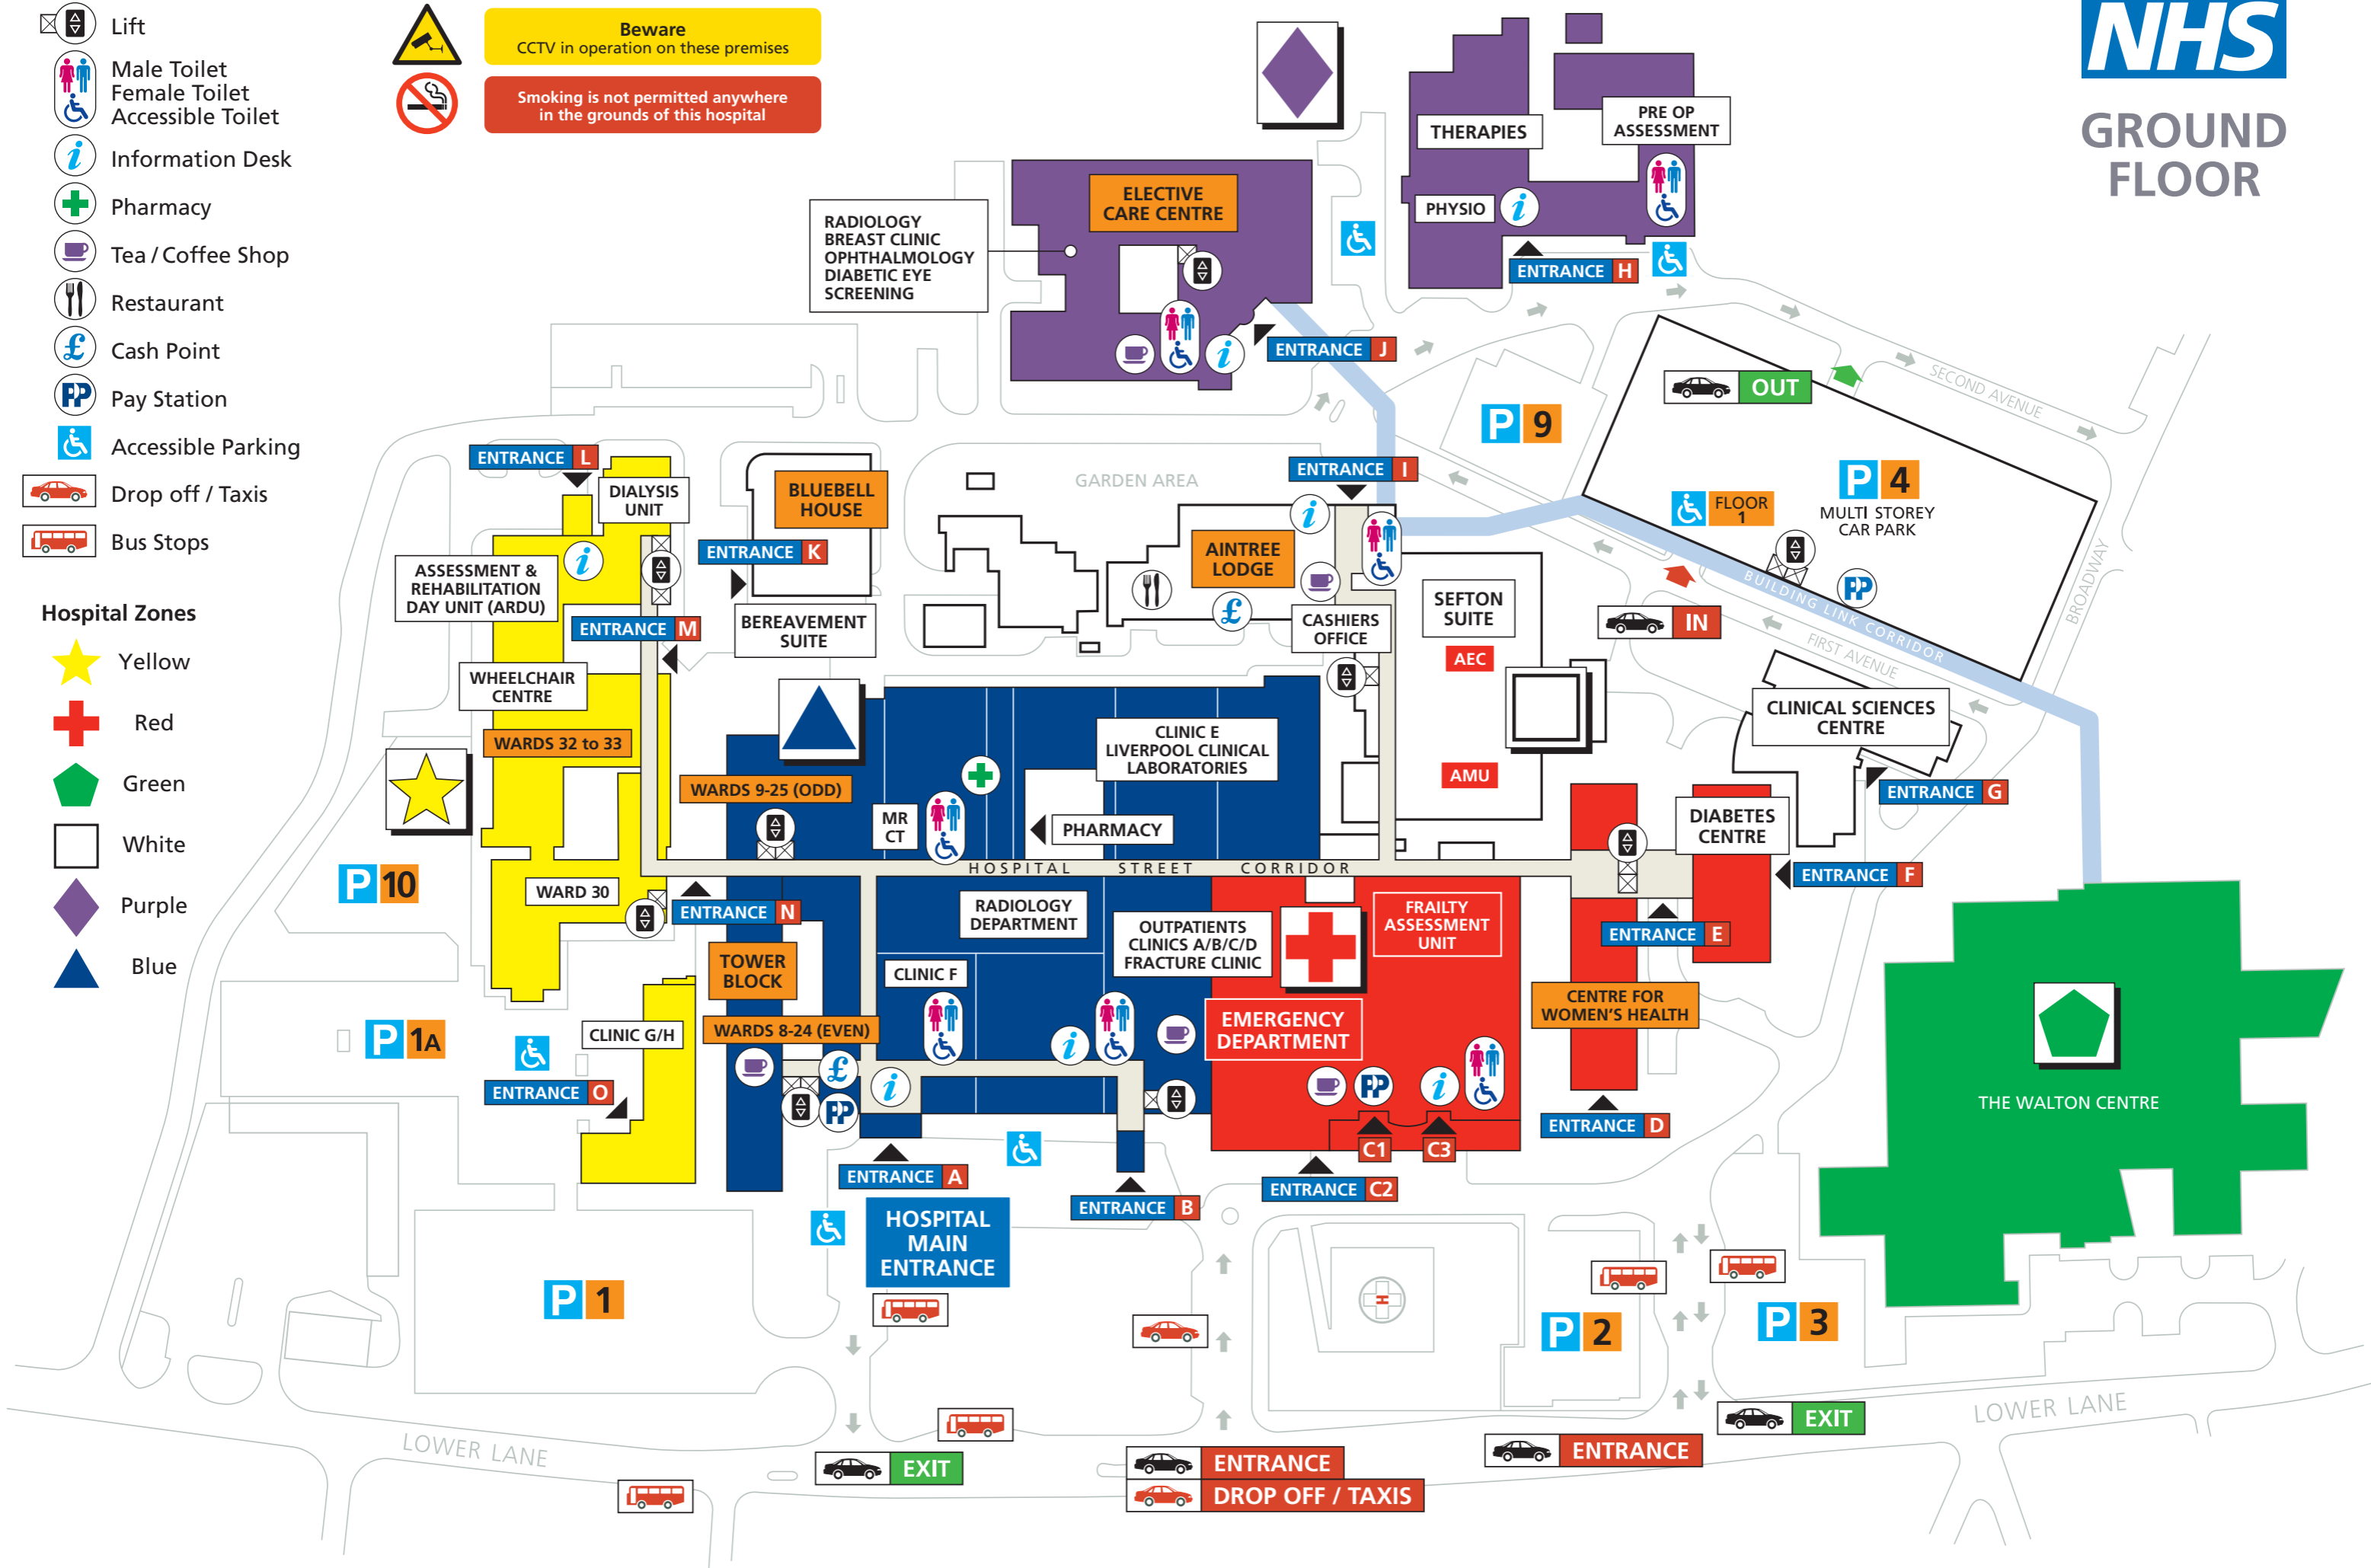 Lift
Male Toilet
Female Toilet
Accessible Toilet
Information Desk
Pharmacy
Tea / Coffee Shop
Restaurant
£
Cash Point
Pay Station
Accessible Parking
Drop off / Taxis
Bus Stops
Hospital Zones
Yellow
Red
Green
White
Purple
Blue
Beware
CCTV in operation on these premises
Smoking is not permitted anywhere
in the grounds of this hospital
NHS
GROUND
FLOOR
THERAPIES
PRE OP
ASSESSMENT
PHYSIO
ENTRANCE H
ELECTIVE
CARE CENTRE
RADIOLOGY
BREAST CLINIC
OPHTHALMOLOGY
DIABETIC EYE
SCREENING
ENTRANCE J
OUT
SECOND AVENUE
P 9
P 4
MULTI STOREY
CAR PARK
FLOOR
1
BUILDING LINK CORRIDOR
BROADWAY
IN
FIRST AVENUE
ENTRANCE L
DIALYSIS
UNIT
BLUEBELL
HOUSE
GARDEN AREA
ENTRANCE I
ENTRANCE K
AINTREE
LODGE
ASSESSMENT &
REHABILITATION
DAY UNIT (ARDU)
ENTRANCE M
BEREAVEMENT
SUITE
£
CASHIERS
OFFICE
SEFTON
SUITE
AEC
AMU
WHEELCHAIR
CENTRE
WARDS 32 to 33
CLINICAL SCIENCES
CENTRE
ENTRANCE G
WARDS 9-25 (ODD)
CLINIC E
LIVERPOOL CLINICAL
LABORATORIES
MR
CT
PHARMACY
DIABETES
CENTRE
HOSPITAL STREET CORRIDOR
ENTRANCE F
P 10
WARD 30
ENTRANCE N
RADIOLOGY
DEPARTMENT
OUTPATIENTS
CLINICS A/B/C/D
FRACTURE CLINIC
FRAILTY
ASSESSMENT
UNIT
ENTRANCE E
TOWER
BLOCK
CLINIC F
CENTRE FOR
WOMEN'S HEALTH
P 1A
CLINIC G/H
WARDS 8-24 (EVEN)
EMERGENCY
DEPARTMENT
£
ENTRANCE O
THE WALTON CENTRE
ENTRANCE D
C1
C3
ENTRANCE A
ENTRANCE C2
ENTRANCE B
HOSPITAL
MAIN
ENTRANCE
P 1
H
P 2
P 3
LOWER LANE
EXIT
ENTRANCE
DROP OFF / TAXIS
ENTRANCE
EXIT
LOWER LANE